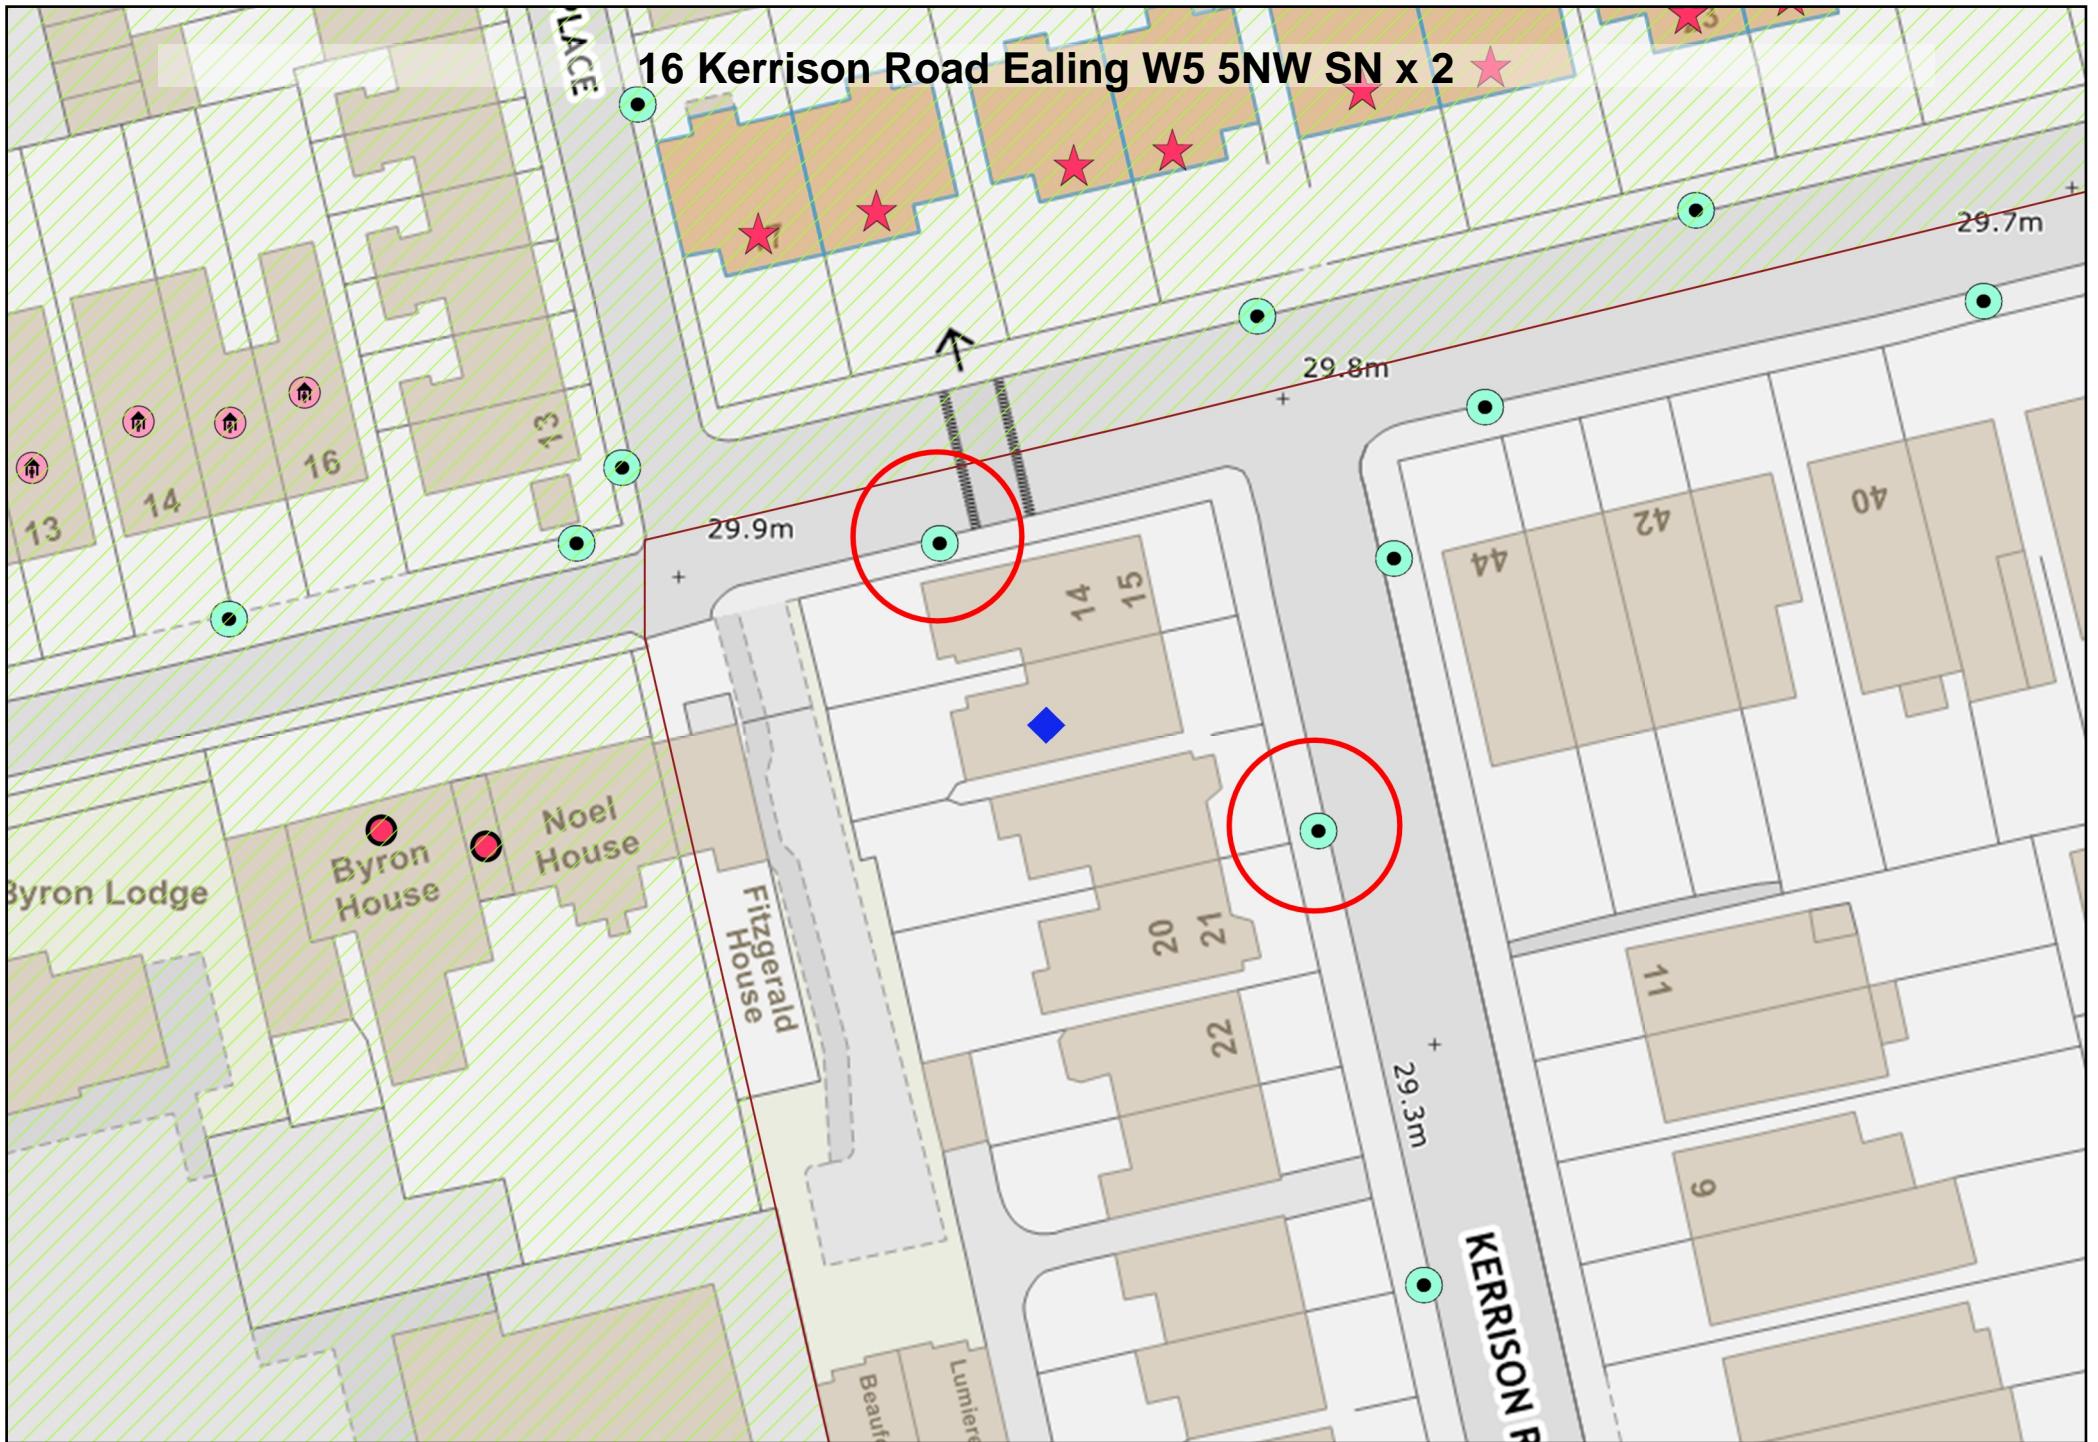 16 Kerrison Road Ealing W5 5NW SN x 2
PLACE
29.7m
29.8m
13
16
14
13
29.9m
14
15
44
42
40
Byron Lodge
Byron
House
Noel
House
Fitzgerald
House
20
21
22
11
29.3m
9
KERRISON R
Beauf
Lumiere